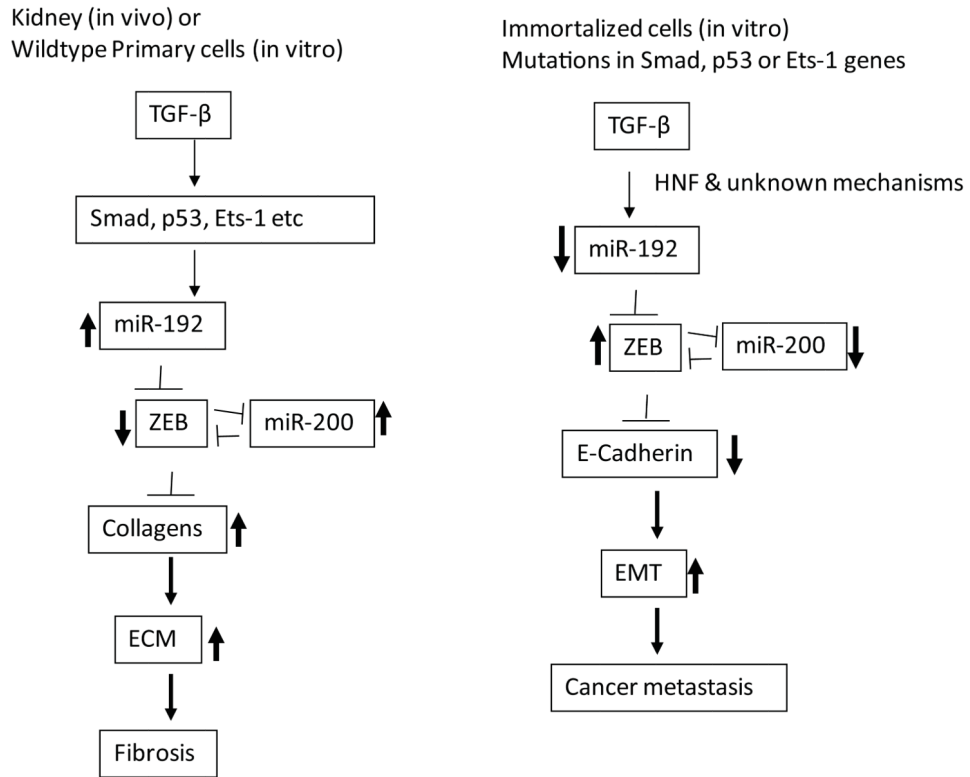 Kidney (in vivo) or
Wildtype Primary cells (in vitro)
TGF-β
Smad, p53, Ets-1 etc
miR-192
ZEB
miR-200
Collagens
ECM
Fibrosis
Immortalized cells (in vitro)
Mutations in Smad, p53 or Ets-1 genes
TGF-β
HNF & unknown mechanisms
miR-192
ZEB
miR-200
E-Cadherin
EMT
Cancer metastasis